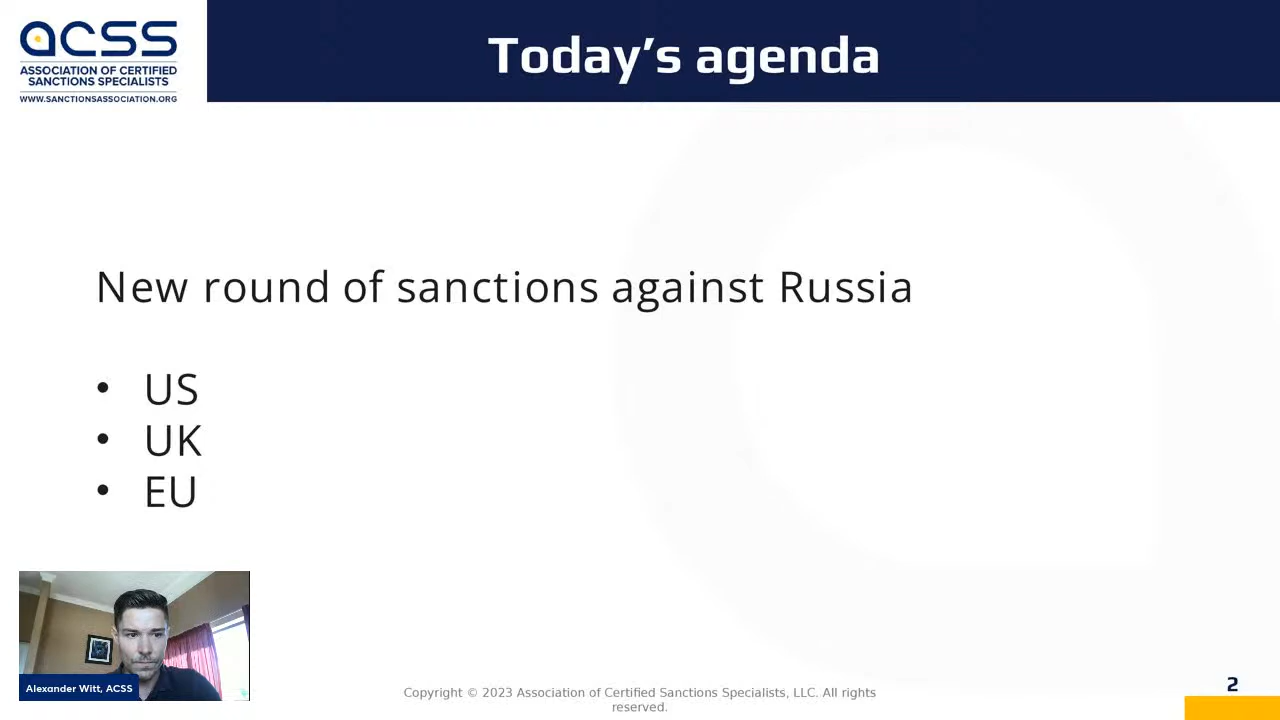 acss
ASSOCIATION OF CERTIFIED
SANCTIONS SPECIALISTS
WWW.SANCTIONSASSOCIATION.ORG
Today’s agenda
New round of sanctions against Russia
• US
• UK
• EU
Alexander Witt, ACSS
Copyright © 2023 Association of Certified Sanctions Specialists, LLC. All rights
reserved.
2